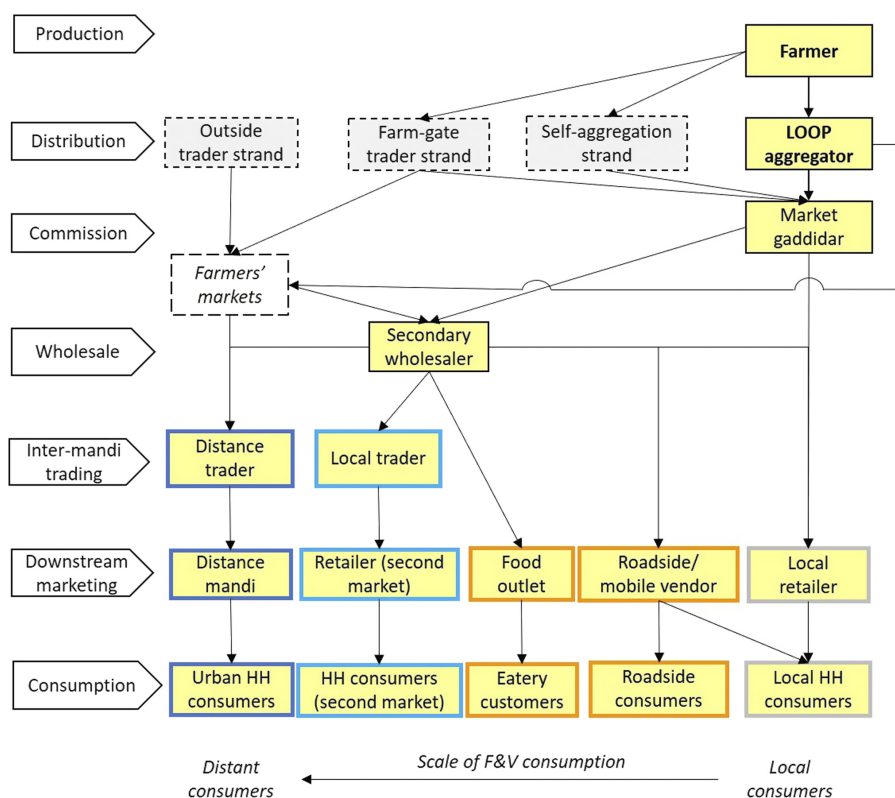 Production
Farmer
Distribution
Outside
trader strand
Farm-gate
trader strand
Self-aggregation
strand
LOOP
aggregator
Commission
Market
gaddidar
Farmers’
markets
Wholesale
Secondary
wholesaler
Inter-mandi
trading
Distance
trader
Local trader
Downstream
marketing
Distance
mandi
Retailer (second
market)
Food
outlet
Roadside/
mobile vendor
Local
retailer
Consumption
Urban HH
consumers
HH consumers
(second market)
Eatery
customers
Roadside
consumers
Local HH
consumers
Distant
consumers
Scale of F&V consumption
Local
consumers